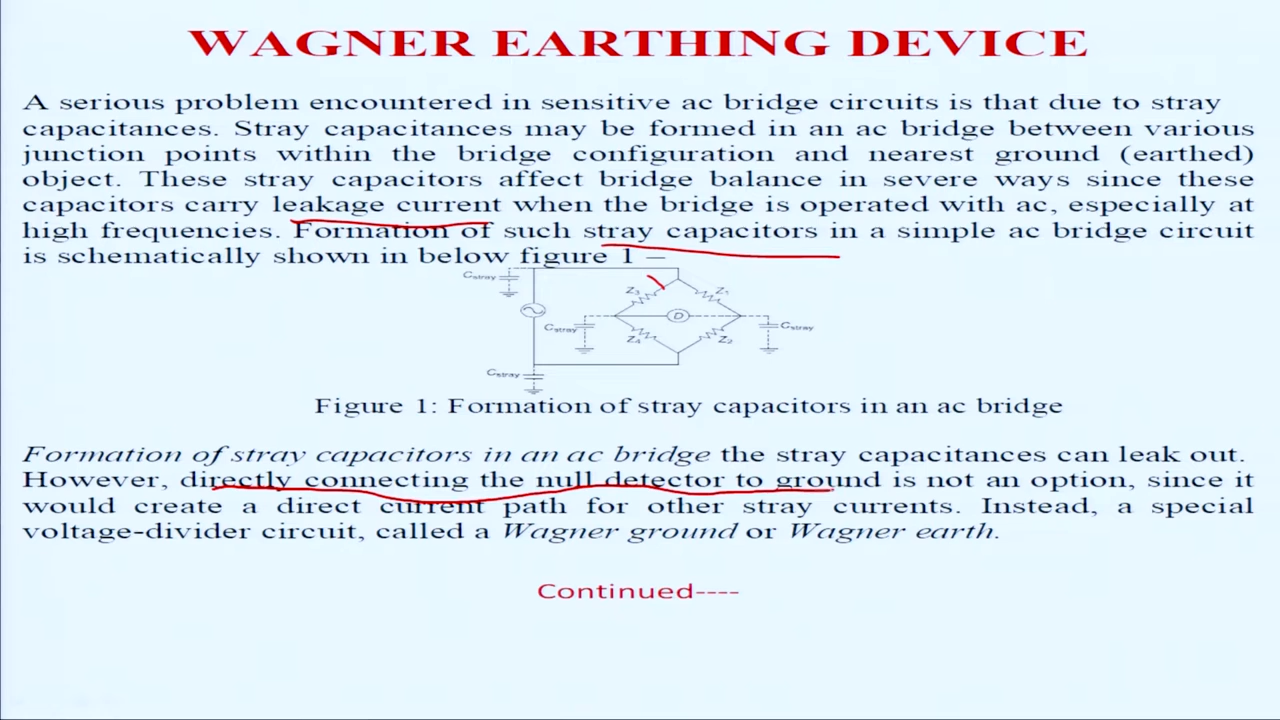 WAGNER EARTHING DEVICE
A serious problem encountered in sensitive ac bridge circuits is that due to stray
capacitances. Stray capacitances may be formed in an ac bridge between various
junction points within the bridge configuration and nearest ground (earthed)
object. These stray capacitors affect bridge balance in severe ways since these
capacitors carry leakage current when the bridge is operated with ac, especially at
high frequencies. Formation of such stray capacitors in a simple ac bridge circuit
is schematically shown in below figure 1 –
Cstray
Z3
D
Cstray
Cstray
Z4
Z2
Cstray
Figure 1: Formation of stray capacitors in an ac bridge
Formation of stray capacitors in an ac bridge the stray capacitances can leak out.
However, directly connecting the null detector to ground is not an option, since it
would create a direct current path for other stray currents. Instead, a special
voltage-divider circuit, called a Wagner ground or Wagner earth.
Continued----